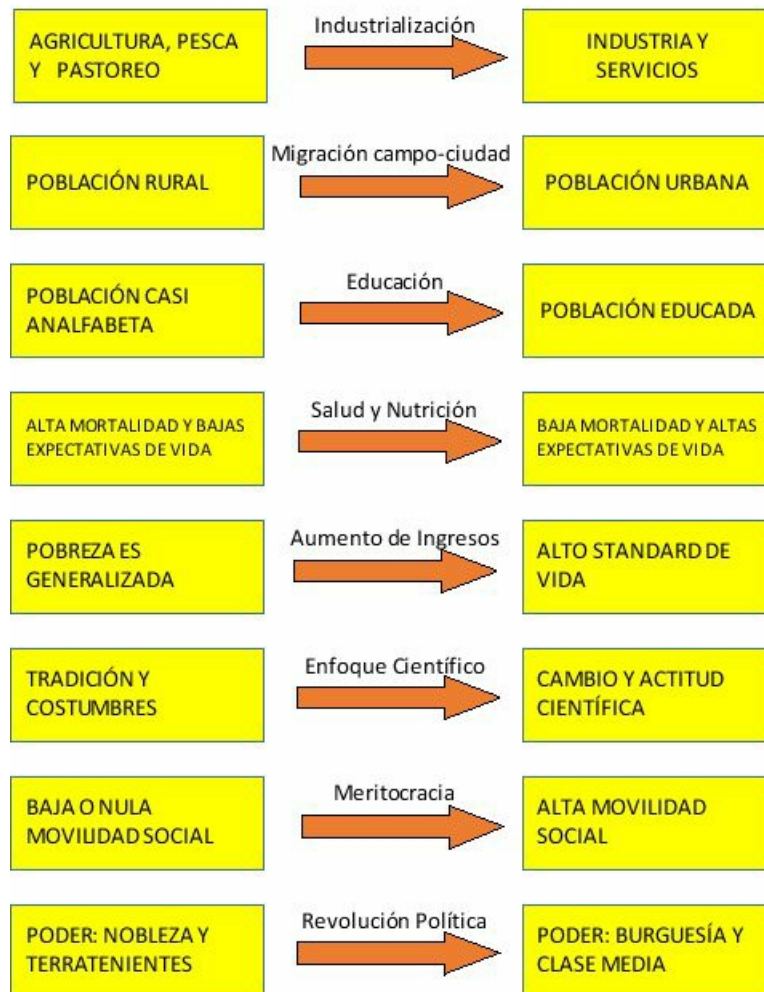 AGRICULTURA, PESCA
Y PASTOREO
Industrialización
INDUSTRIA Y
SERVICIOS
POBLACIÓN RURAL
Migración campo-ciudad
POBLACIÓN URBANA
POBLACIÓN CASI
ANALFABETA
Educación
POBLACIÓN EDUCADA
ALTA MORTALIDAD Y BAJAS
EXPECTATIVAS DE VIDA
Salud y Nutrición
BAJA MORTALIDAD Y ALTAS
EXPECTATIVAS DE VIDA
POBREZA ES
GENERALIZADA
Aumento de Ingresos
ALTO STANDARD DE
VIDA
TRADICIÓN Y
COSTUMBRES
Enfoque Científico
CAMBIO Y ACTITUD
CIENTÍFICA
BAJA O NULA
MOVILIDAD SOCIAL
Meritocracia
ALTA MOVILIDAD
SOCIAL
PODER: NOBLEZA Y
TERRATENIENTES
Revolución Política
PODER: BURGUESÍA Y
CLASE MEDIA